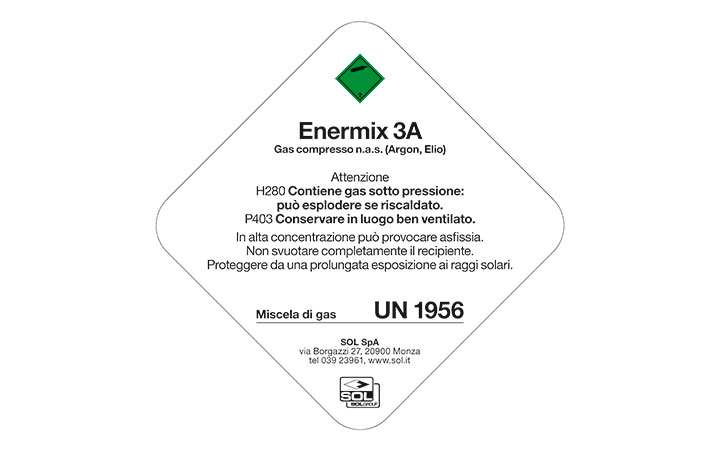 2
Enermix 3A
Gas compresso n.a.s. (Argon, Elio)
Attenzione
H280 Contiene gas sotto pressione:
può esplodere se riscaldato.
P403 Conservare in luogo ben ventilato.
In alta concentrazione può provocare asfissia.
Non svuotare completamente il recipiente.
Proteggere da una prolungata esposizione ai raggi solari.
Miscela di gas UN 1956
SOL SpA
via Borgazzi 27, 20900 Monza
tel 039 23961, www.sol.it
SOL
SOLGROUP